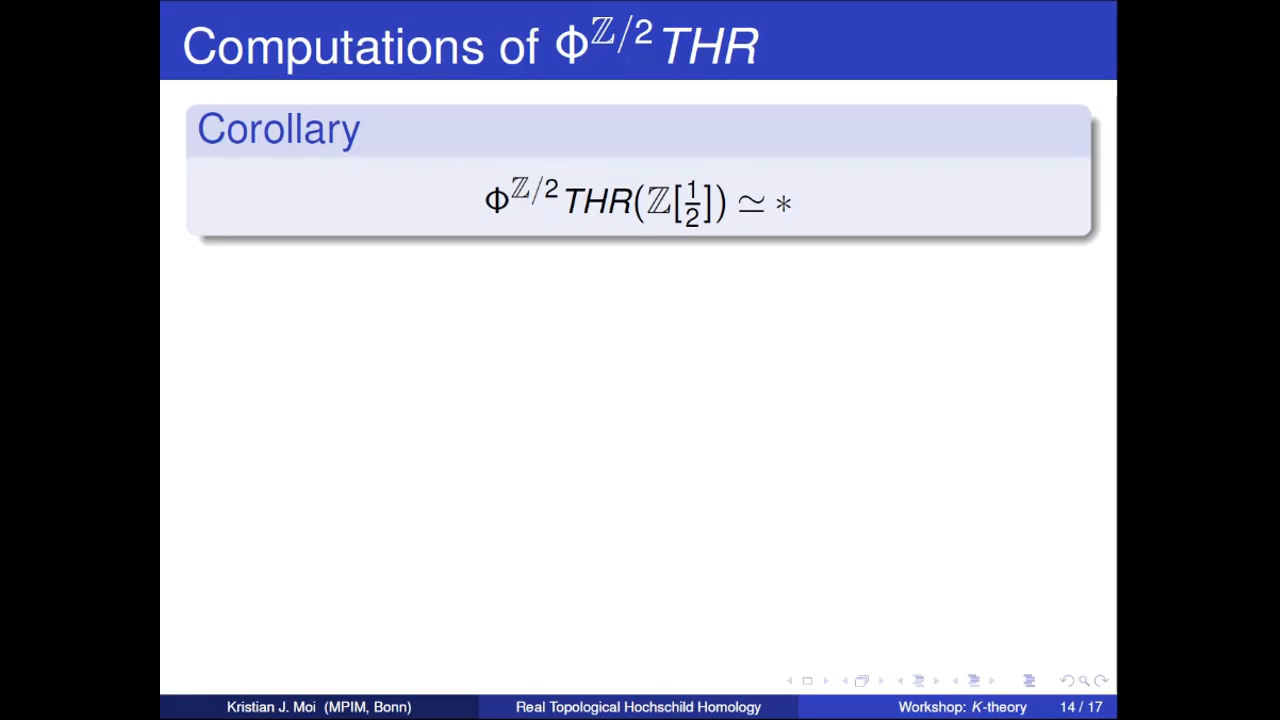 Computations of Φ^{ℤ/2} THR
Corollary
Φ^{ℤ/2} THR(ℤ[1/2]) ≃ *
Kristian J. Moi (MPIM, Bonn) Real Topological Hochschild Homology Workshop: K-theory 14 / 17